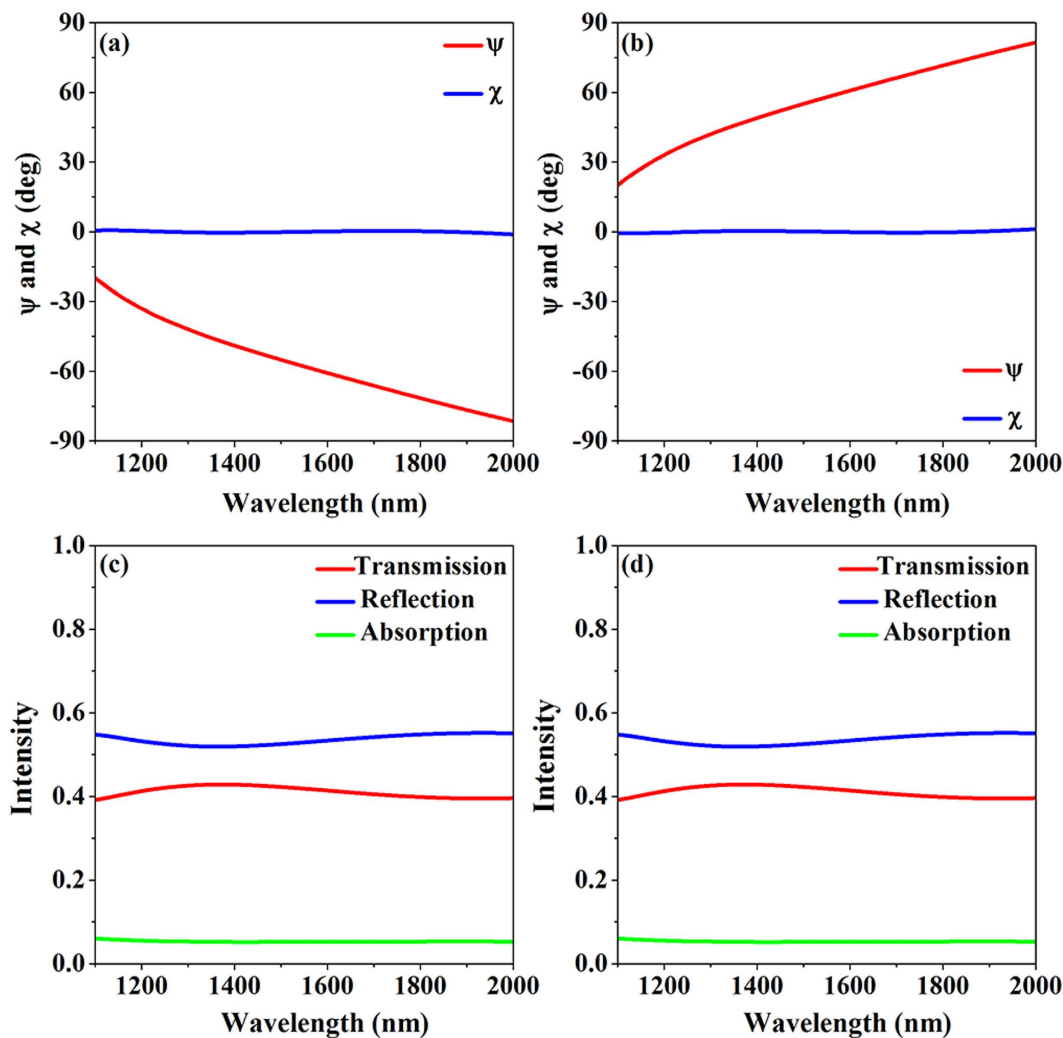 (a)
ψ
χ
90
60
30
0
-30
-60
-90
ψ and χ (deg)
1200 1400 1600 1800 2000
Wavelength (nm)
(b)
ψ
χ
90
60
30
0
-30
-60
-90
ψ and χ (deg)
1200 1400 1600 1800 2000
Wavelength (nm)
(c)
Transmission
Reflection
Absorption
1.0
0.8
0.6
0.4
0.2
0.0
Intensity
1200 1400 1600 1800 2000
Wavelength (nm)
(d)
Transmission
Reflection
Absorption
1.0
0.8
0.6
0.4
0.2
0.0
Intensity
1200 1400 1600 1800 2000
Wavelength (nm)